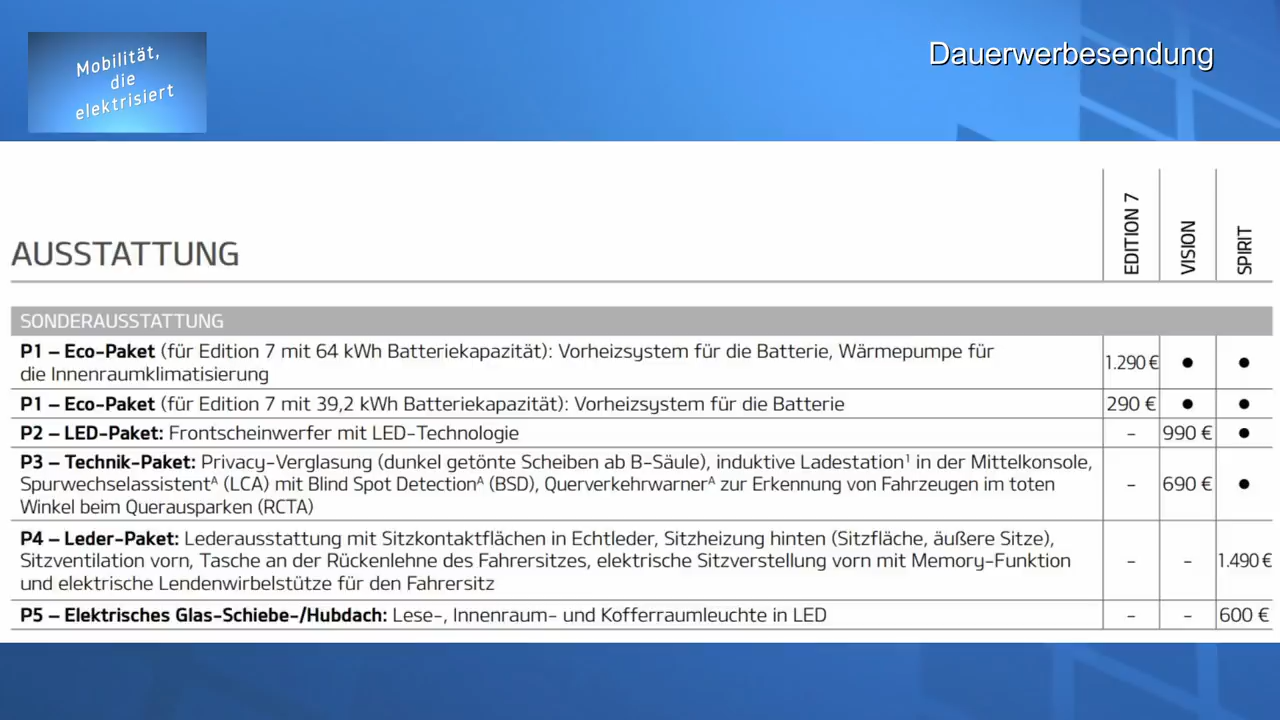 Mobilität,
die
elektrisiert
Dauerwerbesendung
AUSSTATTUNG
EDITION 7
VISION
SPIRIT
SONDERAUSSTATTUNG
P1 – Eco-Paket (für Edition 7 mit 64 kWh Batteriekapazität): Vorheizsystem für die Batterie, Wärmepumpe für
die Innenraumklimatisierung
1.290 € ● ●
P1 – Eco-Paket (für Edition 7 mit 39,2 kWh Batteriekapazität): Vorheizsystem für die Batterie 290 € ● ●
P2 – LED-Paket: Frontscheinwerfer mit LED-Technologie – 990 € ●
P3 – Technik-Paket: Privacy-Verglasung (dunkel getönte Scheiben ab B-Säule), induktive Ladestation¹ in der Mittelkonsole,
Spurwechselassistentᴬ (LCA) mit Blind Spot Detectionᴬ (BSD), Querverkehrwarnerᴬ zur Erkennung von Fahrzeugen im toten – 690 € ●
Winkel beim Querausparken (RCTA)
P4 – Leder-Paket: Lederausstattung mit Sitzkontaktflächen in Echtleder, Sitzheizung hinten (Sitzfläche, äußere Sitze),
Sitzventilation vorn, Tasche an der Rückenlehne des Fahrersitzes, elektrische Sitzverstellung vorn mit Memory-Funktion – – 1.490 €
und elektrische Lendenwirbelstütze für den Fahrersitz
P5 – Elektrisches Glas-Schiebe-/Hubdach: Lese-, Innenraum- und Kofferraumleuchte in LED – – 600 €